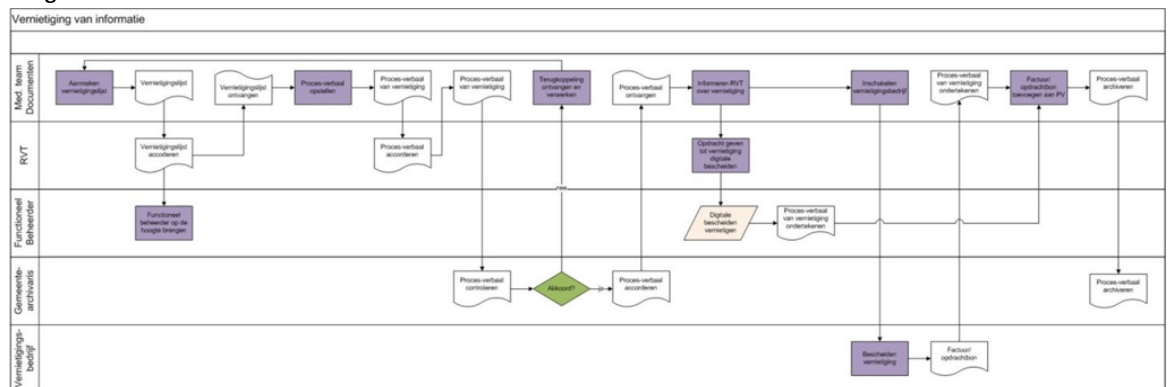 Vernietiging van informatie
Med. team
Documenten
Aanmaken
vernietigingslijst
Vernietigingslijst
Vernietigingslijst
ontvangen
Proces-verbaal
opstellen
Proces-verbaal
van vernietiging
Proces-verbaal
van vernietiging
Terugkoppeling
ontvangen en
verwerken
Proces-verbaal
ontvangen
Informeren RVT
over vernietiging
Inschakelen
vernietigingsbedrijf
Proces-verbaal
van vernietiging
ondertekenen
Factuur/
opdrachtbon
toevoegen aan PV
Proces-verbaal
archiveren
RVT
Vernietigingslijst
accorderen
Proces-verbaal
accorderen
Opdracht geven
tot vernietiging
digitale
bescheiden
nee
Functioneel
Beheerder
Functioneel
beheerder op de
hoogte brengen
Digitale
bescheiden
vernietigen
Proces-verbaal
van vernietiging
ondertekenen
Gemeente-
archivaris
Proces-verbaal
controleren
Akkoord?
ja
Proces-verbaal
accorderen
Proces-verbaal
archiveren
Vernietigings-
bedrijf
Bescheiden
vernietiging
Factuur/
opdrachtbon